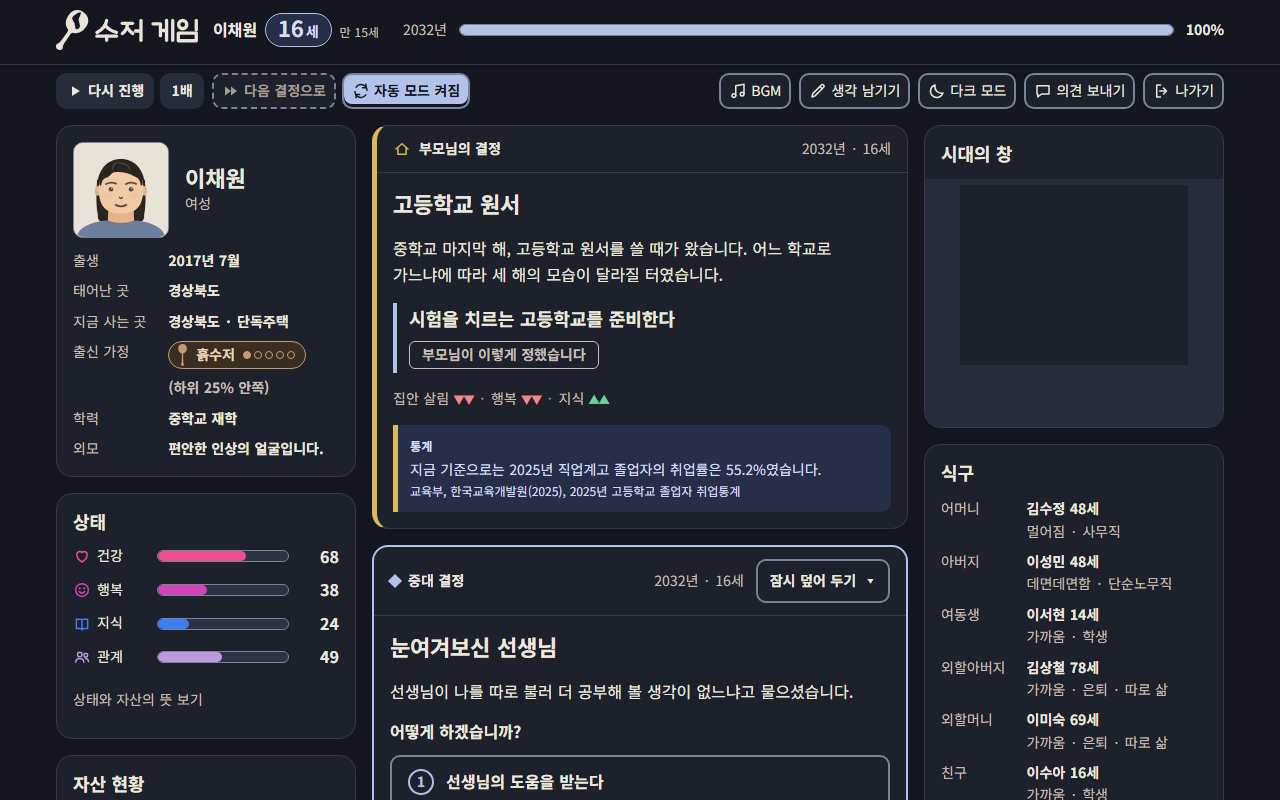 수저 게임 이채원 16세 만 15세 2032년 100%
다시 진행 1배 다음 결정으로 자동 모드 켜짐 BGM 생각 남기기 다크 모드 의견 보내기 나가기
이채원
여성
출생 2017년 7월
태어난 곳 경상북도
지금 사는 곳 경상북도 · 단독주택
출신 가정 흙수저
(하위 25% 안쪽)
학력 중학교 재학
외모 편안한 인상의 얼굴입니다.
상태
건강 68
행복 38
지식 24
관계 49
상태와 자산의 뜻 보기
자산 현황
부모님의 결정 2032년 · 16세
고등학교 원서
중학교 마지막 해, 고등학교 원서를 쓸 때가 왔습니다. 어느 학교로
가느냐에 따라 세 해의 모습이 달라질 터였습니다.
시험을 치르는 고등학교를 준비한다
부모님이 이렇게 정했습니다
집안 살림 ▼▼ · 행복 ▼▼ · 지식 ▲▲
통계
지금 기준으로는 2025년 직업계고 졸업자의 취업률은 55.2%였습니다.
교육부, 한국교육개발원(2025), 2025년 고등학교 졸업자 취업통계
중대 결정 2032년 · 16세 잠시 덮어 두기
눈여겨보신 선생님
선생님이 나를 따로 불러 더 공부해 볼 생각이 없느냐고 물으셨습니다.
어떻게 하겠습니까?
1 선생님의 도움을 받는다
시대의 창
식구
어머니 김수정 48세
멀어짐 · 사무직
아버지 이성민 48세
데면데면함 · 단순노무직
여동생 이서현 14세
가까움 · 학생
외할아버지 김상철 78세
가까움 · 은퇴 · 따로 삶
외할머니 이미숙 69세
가까움 · 은퇴 · 따로 삶
친구 이수아 16세
가까움 · 학생